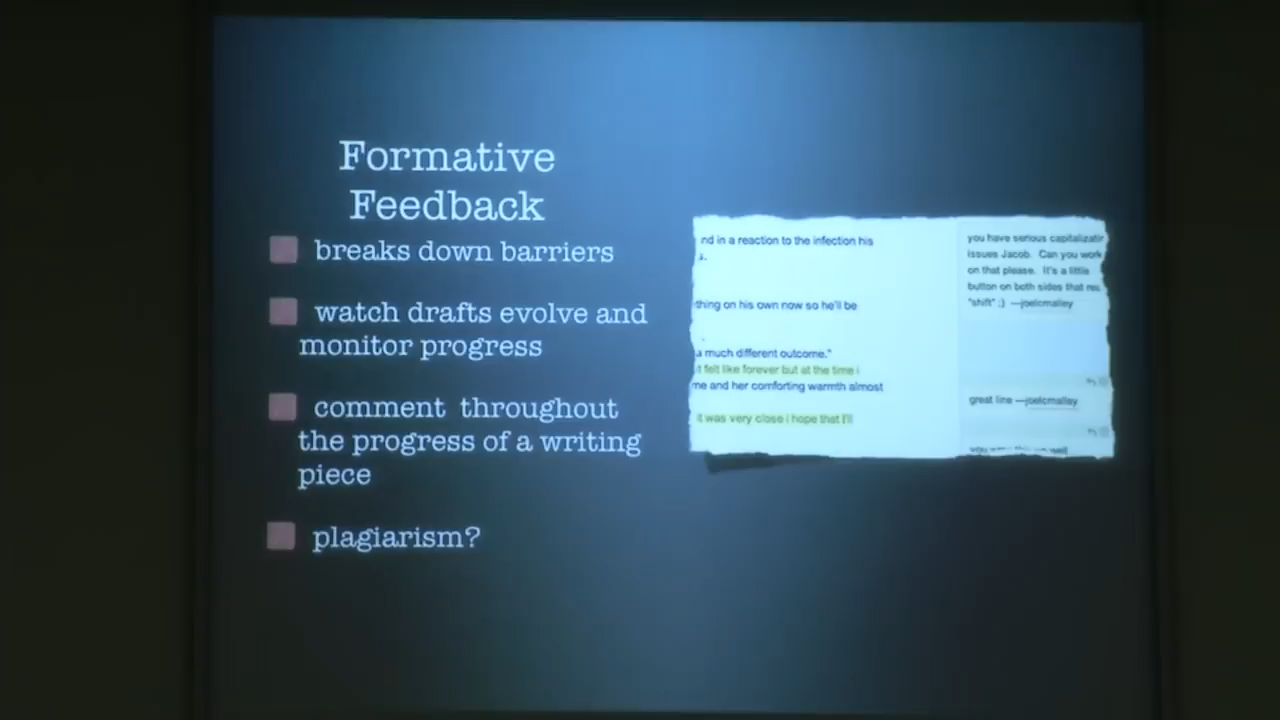 Formative
Feedback
breaks down barriers
watch drafts evolve and
monitor progress
comment throughout
the progress of a writing
piece
plagiarism?
nd in a reaction to the infection his
thing on his own now so he'll be
a much different outcome."
it felt like forever but at the time i
me and her comforting warmth almost
it was very close i hope that I'll
you have serious
issues Jacob. Can you work
on that please. It's a little
button on both sides that
"shift" ;) —joelcmalley
great line —joelcmalley